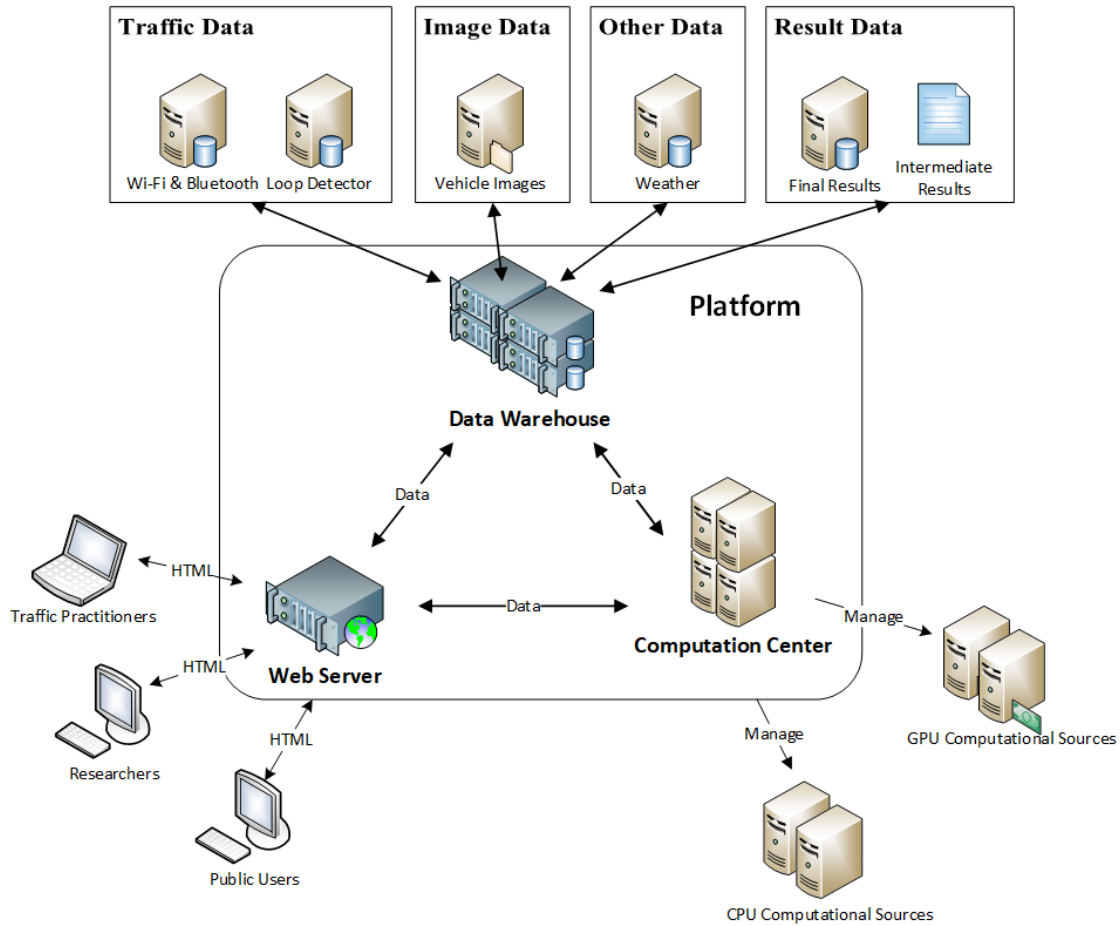 Traffic Data
Image Data
Other Data
Result Data
Wi-Fi & Bluetooth
Loop Detector
Vehicle Images
Weather
Final Results
Intermediate
Results
Platform
Data Warehouse
Data
Data
HTML
Traffic Practitioners
Data
Manage
Computation Center
HTML
Web Server
Researchers
HTML
Manage
GPU Computational Sources
Public Users
CPU Computational Sources